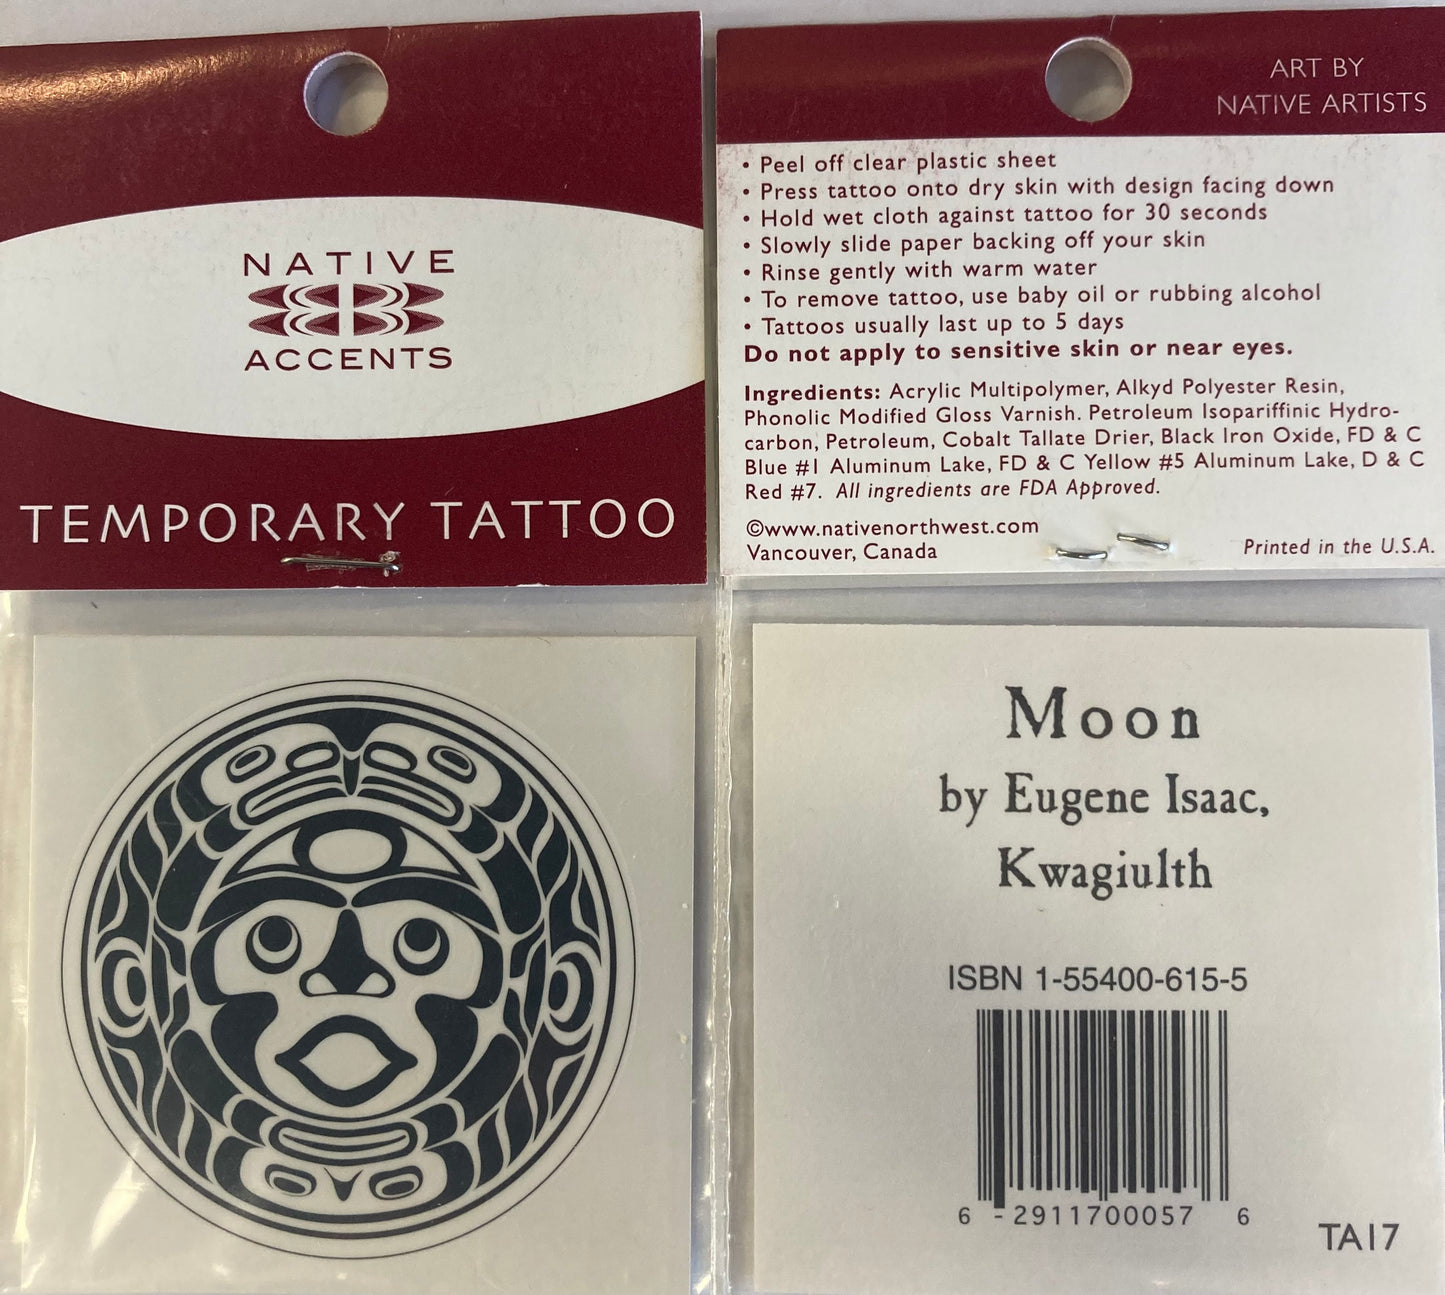 NATIVE
ACCENTS
TEMPORARY TATTOO
ART BY
NATIVE ARTISTS
• Peel off clear plastic sheet
• Press tattoo onto dry skin with design facing down
• Hold wet cloth against tattoo for 30 seconds
• Slowly slide paper backing off your skin
• Rinse gently with warm water
• To remove tattoo, use baby oil or rubbing alcohol
• Tattoos usually last up to 5 days
Do not apply to sensitive skin or near eyes.
Ingredients: Acrylic Multipolymer, Alkyd Polyester Resin,
Phonolic Modified Gloss Varnish. Petroleum Isopariffinic Hydro-
carbon, Petroleum, Cobalt Tallate Drier, Black Iron Oxide, FD & C
Blue #1 Aluminum Lake, FD & C Yellow #5 Aluminum Lake, D & C
Red #7. All ingredients are FDA Approved.
©www.nativenorthwest.com
Vancouver, Canada
Printed in the U.S.A.
Moon
by Eugene Isaac,
Kwagiulth
ISBN 1-55400-615-5
6 - 2911700057 6
TA17